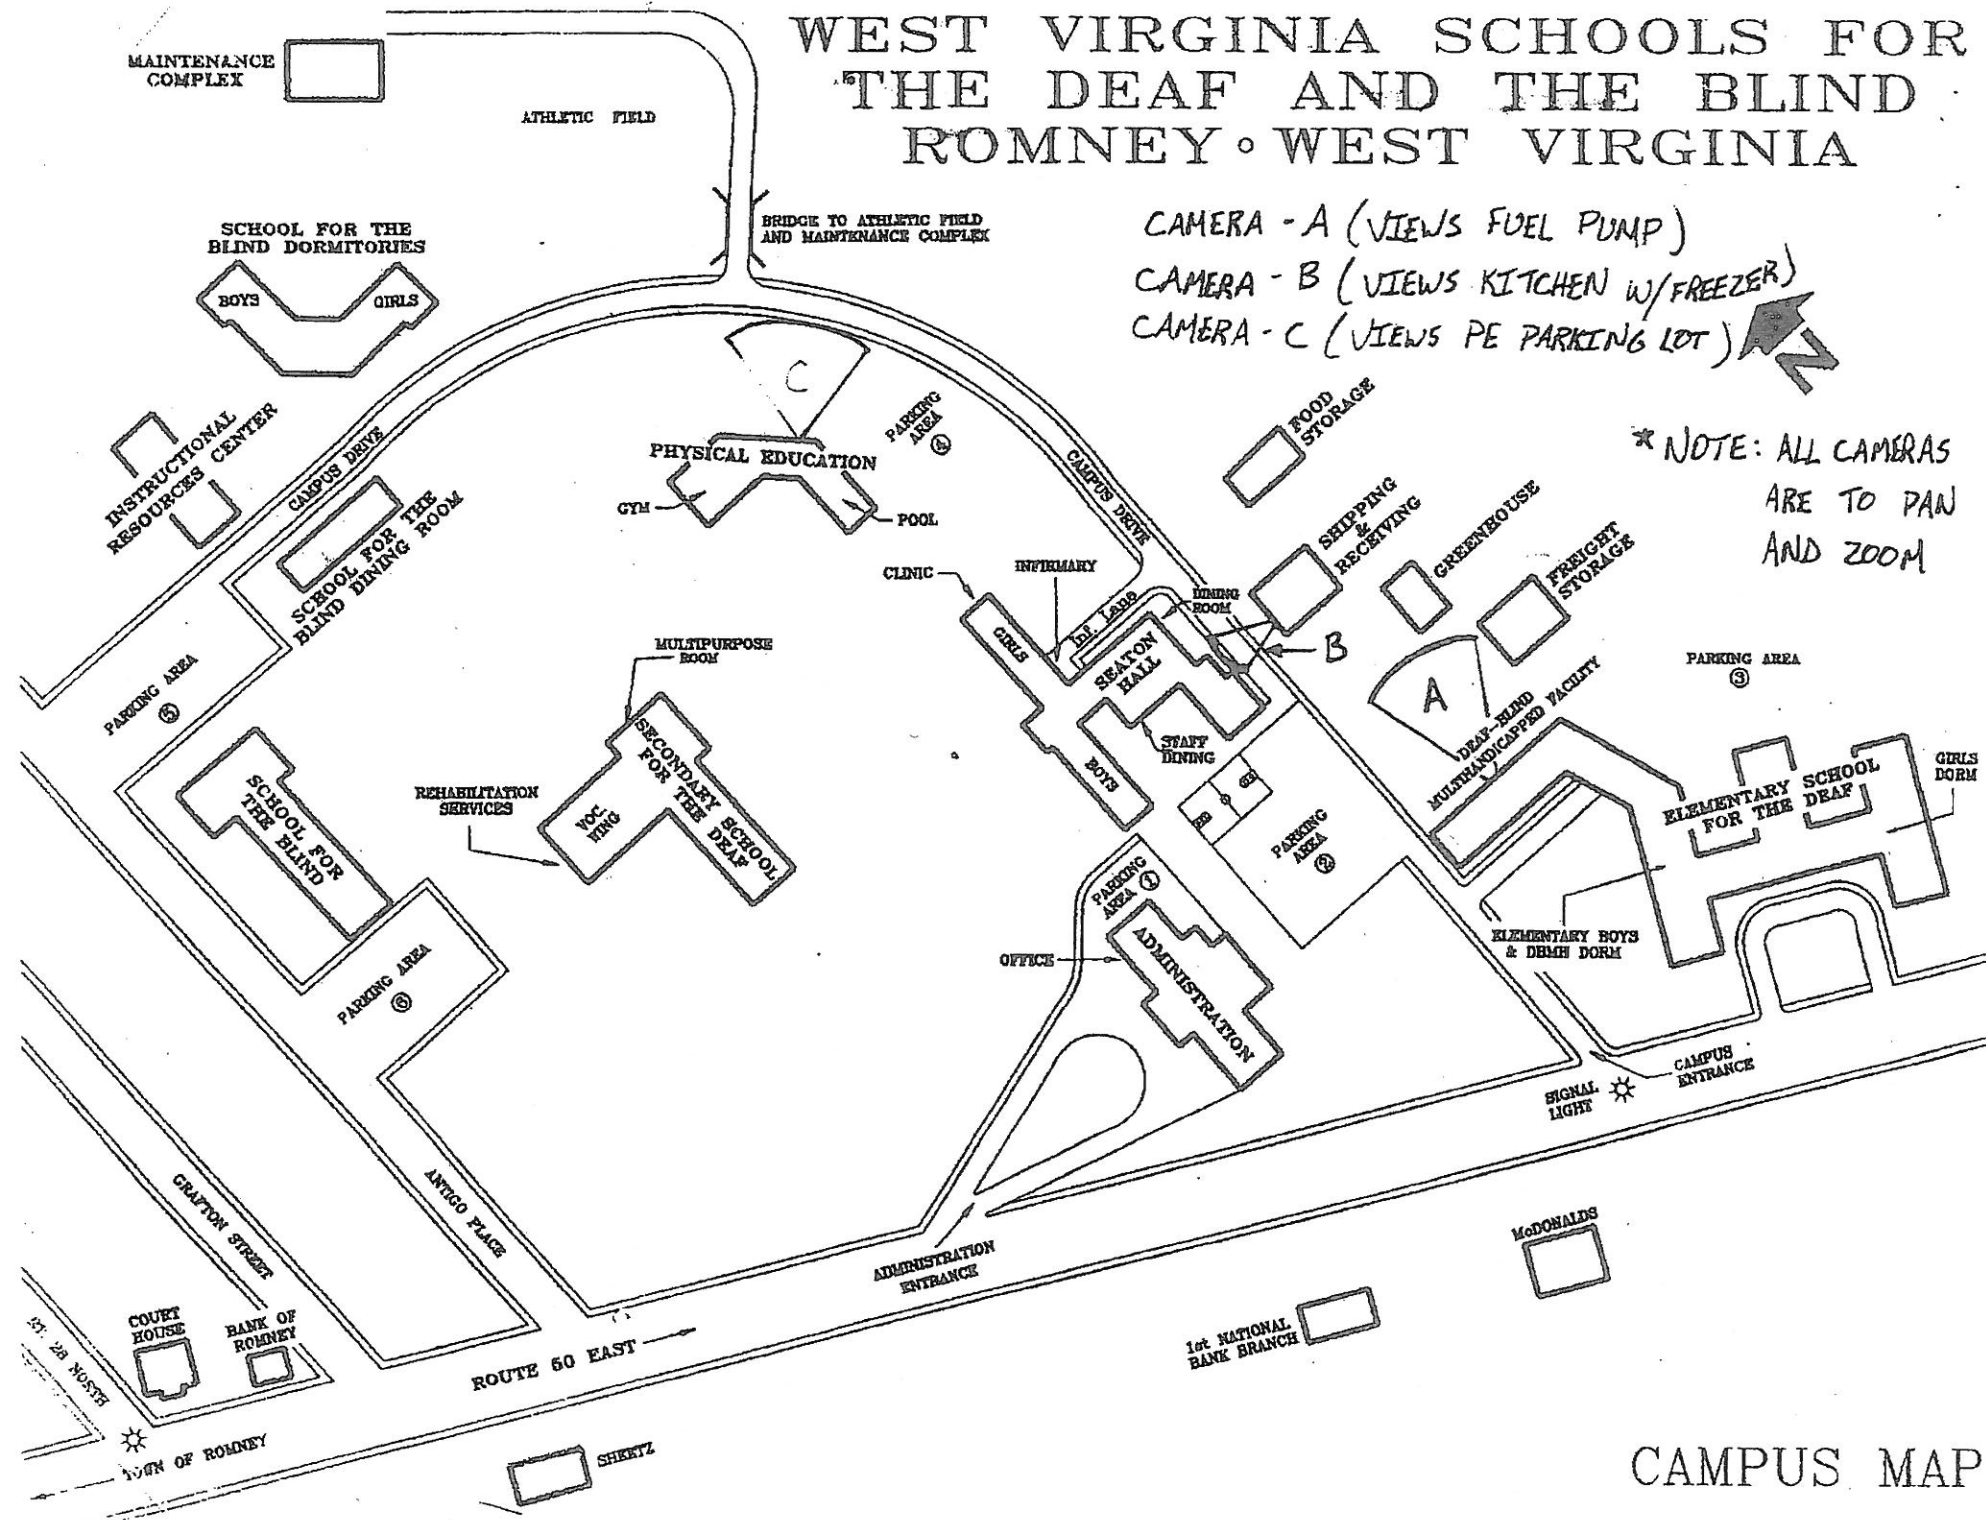 WEST VIRGINIA SCHOOLS FOR
THE DEAF AND THE BLIND
ROMNEY ∘ WEST VIRGINIA
MAINTENANCE
COMPLEX
ATHLETIC FIELD
BRIDGE TO ATHLETIC FIELD
AND MAINTENANCE COMPLEX
CAMERA - A (VIEWS FUEL PUMP)
CAMERA - B (VIEWS KITCHEN W/FREEZER)
CAMERA - C (VIEWS PE PARKING LOT)
N
* NOTE: ALL CAMERAS
ARE TO PAN
AND ZOOM
SCHOOL FOR THE
BLIND DORMITORIES
BOYS
GIRLS
INSTRUCTIONAL
RESOURCES CENTER
CAMPUS DRIVE
SCHOOL FOR THE
BLIND DINING ROOM
C
PARKING
AREA
4
PHYSICAL EDUCATION
GYM
POOL
CAMPUS DRIVE
FOOD
STORAGE
SHIPPING
&
RECEIVING
GREENHOUSE
FREIGHT
STORAGE
CLINIC
INFIRMARY
Inf. Lane
DINING
ROOM
GIRLS
SEATON
HALL
B
A
STAFF
DINING
BOYS
DEAF-BLIND
MULTIHANDICAPPED FACILITY
PARKING AREA
3
PARKING AREA
5
MULTIPURPOSE
ROOM
SECONDARY SCHOOL
FOR THE DEAF
VOC.
WING
REHABILITATION
SERVICES
SCHOOL FOR
THE BLIND
ELEMENTARY SCHOOL
FOR THE DEAF
GIRLS
DORM
PARKING
AREA
2
PARKING
AREA 1
OFFICE
ADMINISTRATION
ELEMENTARY BOYS
& DBMH DORM
PARKING AREA
6
CAMPUS
ENTRANCE
SIGNAL
LIGHT
GRAFTON STREET
ANTIGO PLACE
ADMINISTRATION
ENTRANCE
McDONALDS
1st NATIONAL
BANK BRANCH
COURT
HOUSE
BANK OF
ROMNEY
RT. 28 NORTH
ROUTE 50 EAST
TOWN OF ROMNEY
SHEETZ
CAMPUS MAP